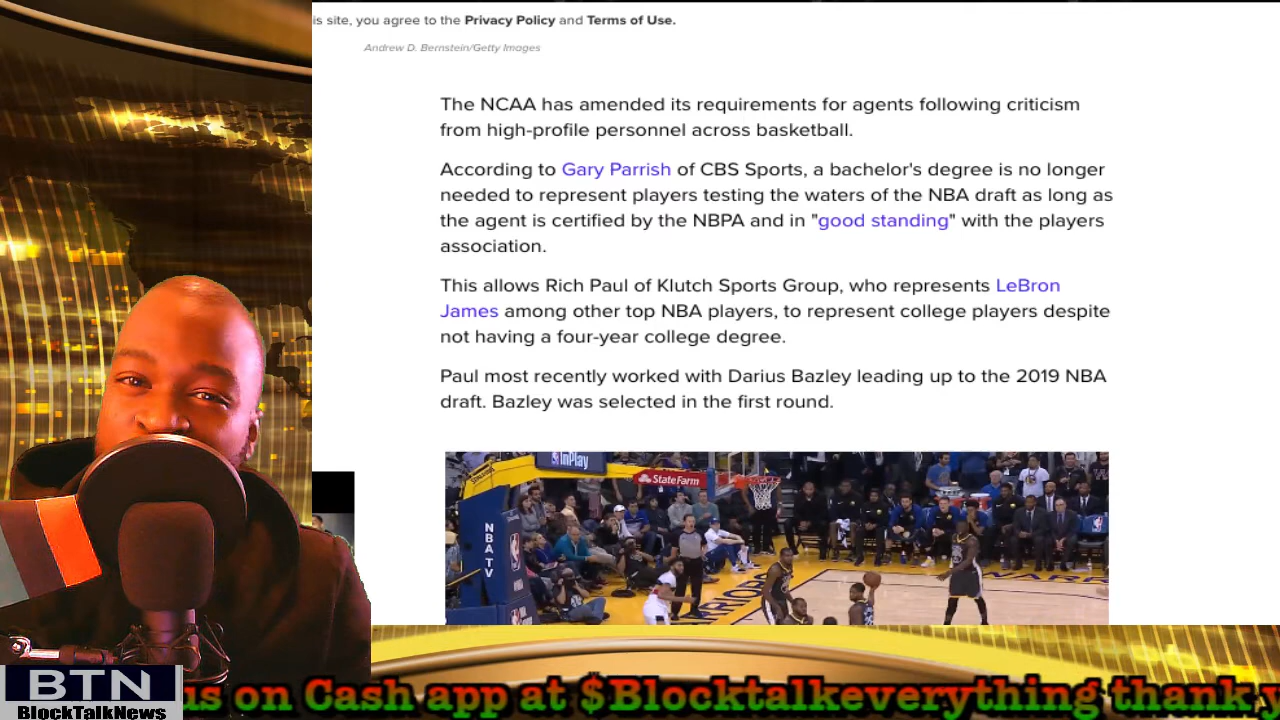 is site, you agree to the Privacy Policy and Terms of Use.
Andrew D. Bernstein/Getty Images
The NCAA has amended its requirements for agents following criticism
from high-profile personnel across basketball.
According to Gary Parrish of CBS Sports, a bachelor's degree is no longer
needed to represent players testing the waters of the NBA draft as long as
the agent is certified by the NBPA and in "good standing" with the players
association.
This allows Rich Paul of Klutch Sports Group, who represents LeBron
James among other top NBA players, to represent college players despite
not having a four-year college degree.
Paul most recently worked with Darius Bazley leading up to the 2019 NBA
draft. Bazley was selected in the first round.
InPlay
StateFarm
NBA TV
WARRIORS
us on Cash app at $Blocktalkeverything thank y
BTN
BlockTalkNews